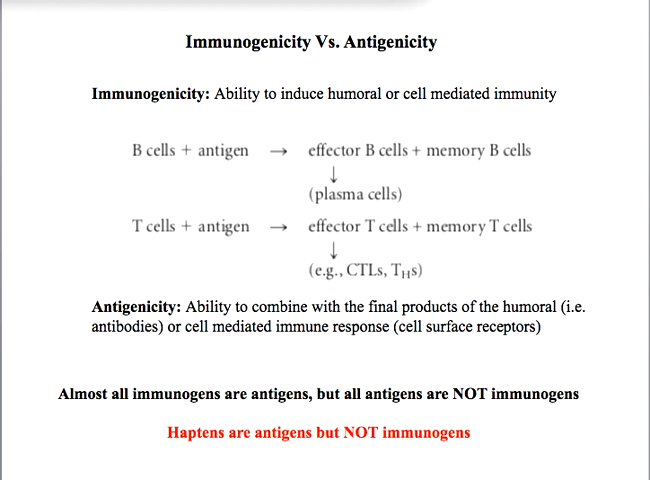 Immunogenicity Vs. Antigenicity
Immunogenicity: Ability to induce humoral or cell mediated immunity
B cells + antigen → effector B cells + memory B cells
↓
(plasma cells)
T cells + antigen → effector T cells + memory T cells
↓
(e.g., CTLs, THs)
Antigenicity: Ability to combine with the final products of the humoral (i.e.
antibodies) or cell mediated immune response (cell surface receptors)
Almost all immunogens are antigens, but all antigens are NOT immunogens
Haptens are antigens but NOT immunogens